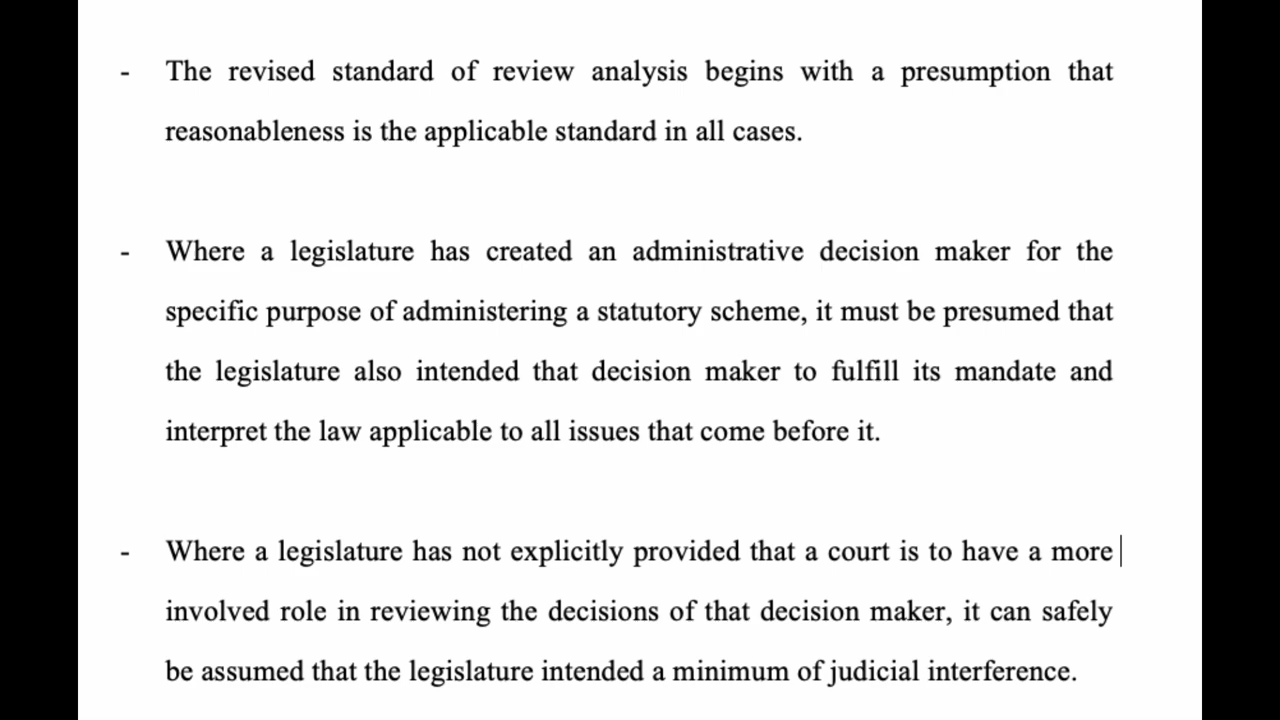 - The revised standard of review analysis begins with a presumption that
reasonableness is the applicable standard in all cases.
- Where a legislature has created an administrative decision maker for the
specific purpose of administering a statutory scheme, it must be presumed that
the legislature also intended that decision maker to fulfill its mandate and
interpret the law applicable to all issues that come before it.
- Where a legislature has not explicitly provided that a court is to have a more
involved role in reviewing the decisions of that decision maker, it can safely
be assumed that the legislature intended a minimum of judicial interference.